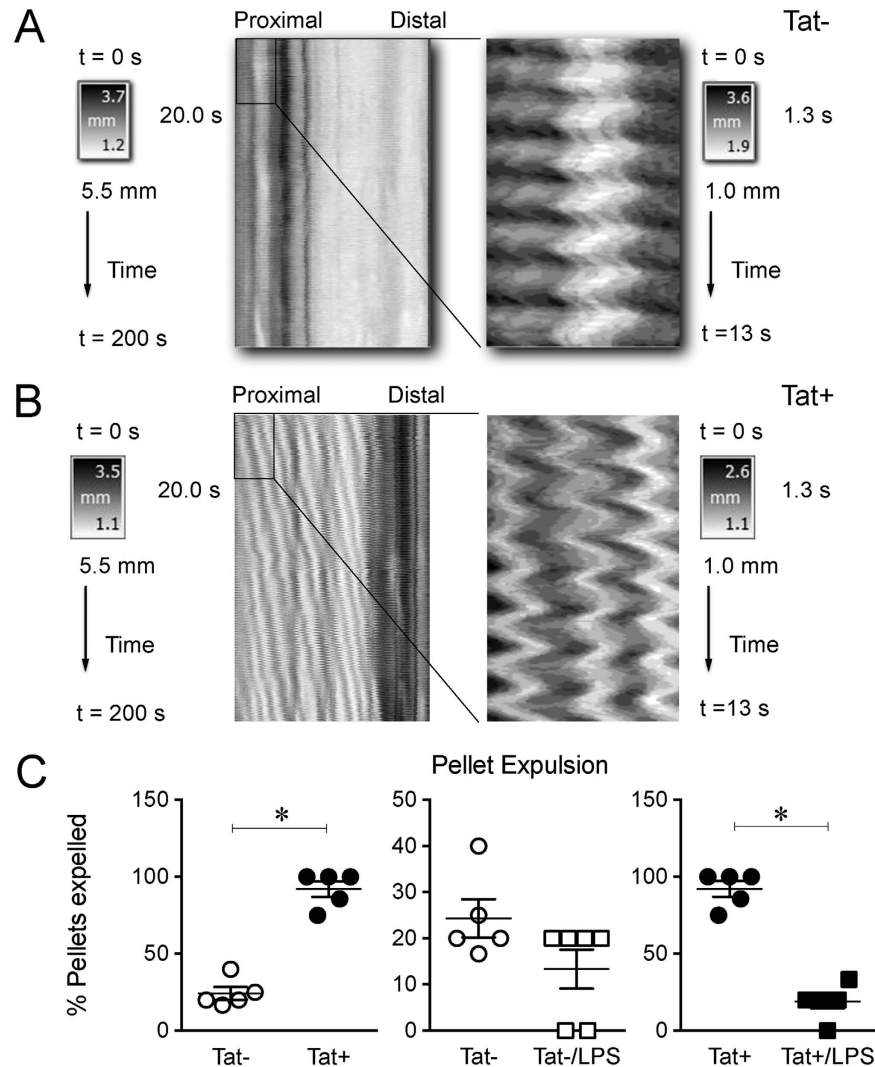 A
Proximal Distal
Tat-
t = 0 s
3.7
mm
1.2
20.0 s
5.5 mm
Time
t = 200 s
3.6
mm
1.9
1.3 s
1.0 mm
Time
t =13 s
B
Proximal Distal
Tat+
t = 0 s
3.5
mm
1.1
20.0 s
5.5 mm
Time
t = 200 s
t =0 s
2.6
mm
1.1
1.3 s
1.0 mm
Time
t =13 s
C
Pellet Expulsion
% Pellets expelled
150
100
50
0
*
Tat- Tat+
50
40
30
20
10
0
Tat- Tat-/LPS
150
100
50
0
*
Tat+ Tat+/LPS